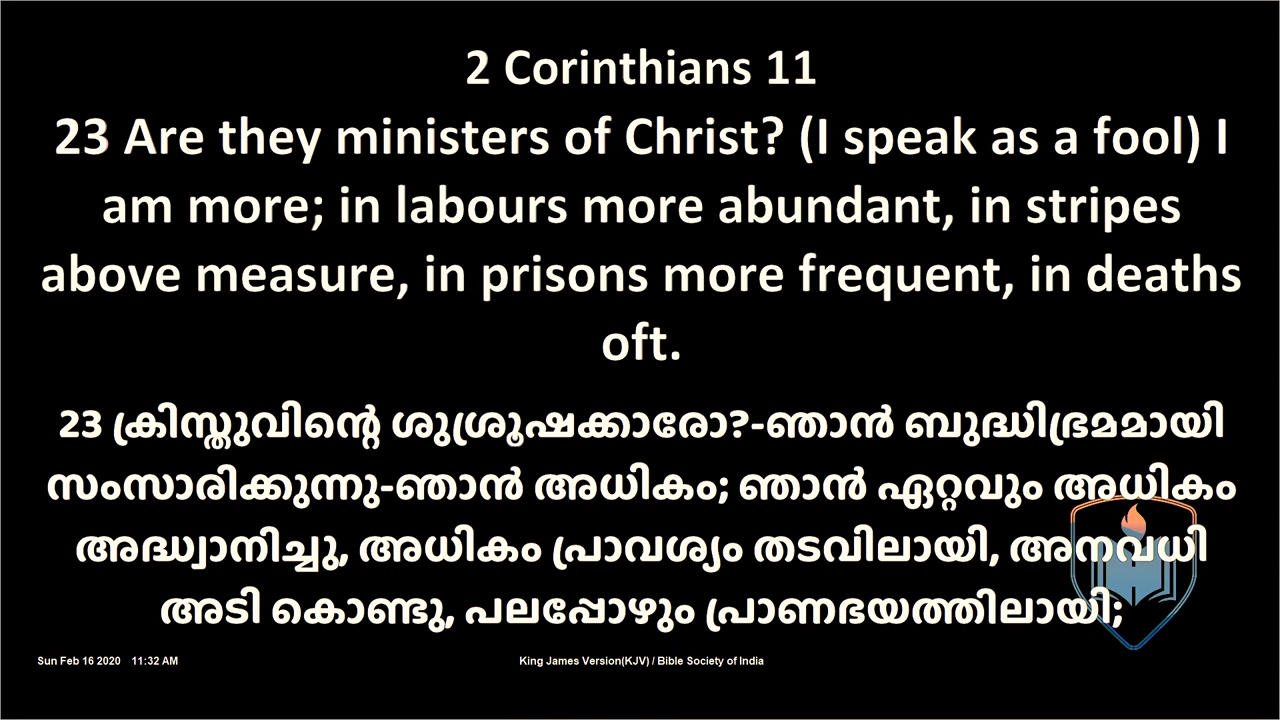 2 Corinthians 11
23 Are they ministers of Christ? (I speak as a fool) I
am more; in labours more abundant, in stripes
above measure, in prisons more frequent, in deaths
oft.
23 ക്രിസ്തുവിന്റെ ശുശ്രൂഷക്കാരോ?-ഞാൻ ബുദ്ധിഭ്രമമായി
സംസാരിക്കുന്നു-ഞാൻ അധികം; ഞാൻ ഏറ്റവും അധികം
അദ്ധ്വാനിച്ചു, അധികം പ്രാവശ്യം തടവിലായി, അനവധി
അടി കൊണ്ടു, പലപ്പോഴും പ്രാണഭയത്തിലായി;
Sun Feb 16 2020 11:32 AM
King James Version(KJV) / Bible Society of India